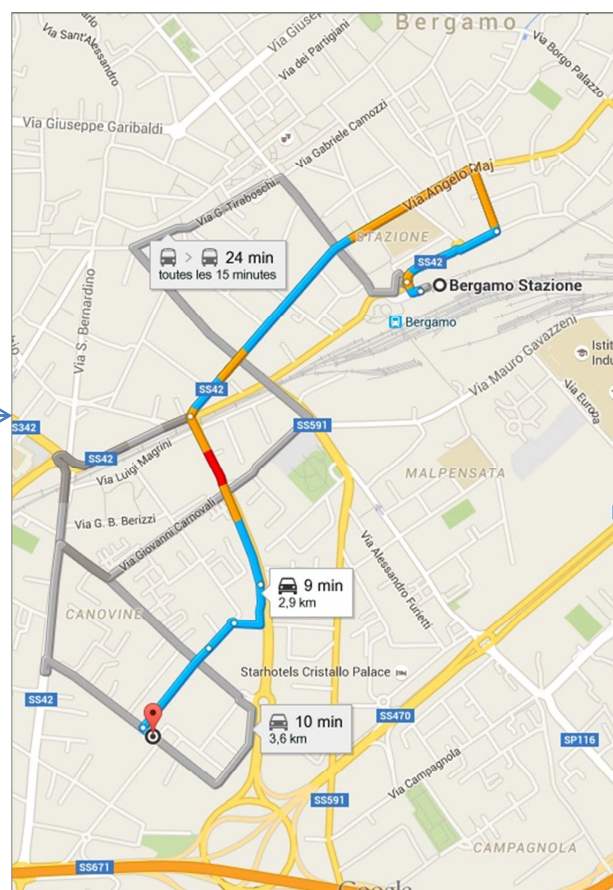 Bergamo
Via Sant'Alessandro
Via dei Partigiani
Via Borgo Palazzo
Via Giuseppe Garibaldi
Via Gabriele Camozzi
Via G. Tiraboschi
Via Angelo Maj
STAZIONE
24 min
toutes les 15 minutes
SS42
Bergamo Stazione
Bergamo
Via S. Bernardino
Via Mauro Gavazzeni
Via Europa
SS42
SS342
SS591
SS42
Via Luigi Magrini
MALPENSATA
Via G. B. Berizzi
Via Giovanni Carnovali
Via Alessandro Furietti
9 min
2,9 km
CANOVINE
Starhotels Cristallo Palace
SS42
10 min
3,6 km
SS470
SP116
Via Campagnola
SS591
CAMPAGNOLA
SS671
Google